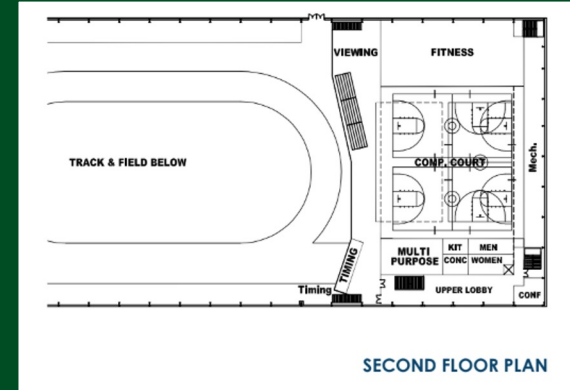 VIEWING
FITNESS
TRACK & FIELD BELOW
COMP. COURT
Mech.
MULTI
PURPOSE
KIT
MEN
CONC
WOMEN
TIMING
Timing
UPPER LOBBY
CONF
SECOND FLOOR PLAN